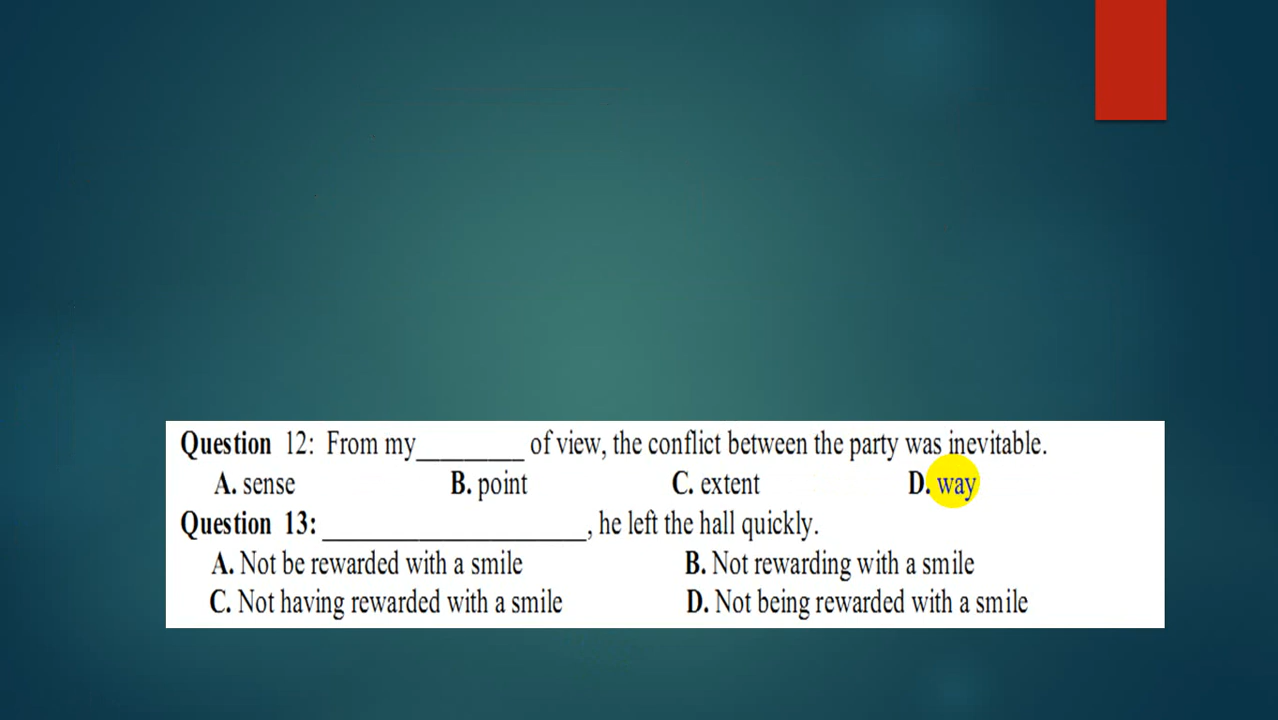 Question 12: From my________ of view, the conflict between the party was inevitable.
A. sense B. point C. extent D. way
Question 13: ____________________, he left the hall quickly.
A. Not be rewarded with a smile B. Not rewarding with a smile
C. Not having rewarded with a smile D. Not being rewarded with a smile